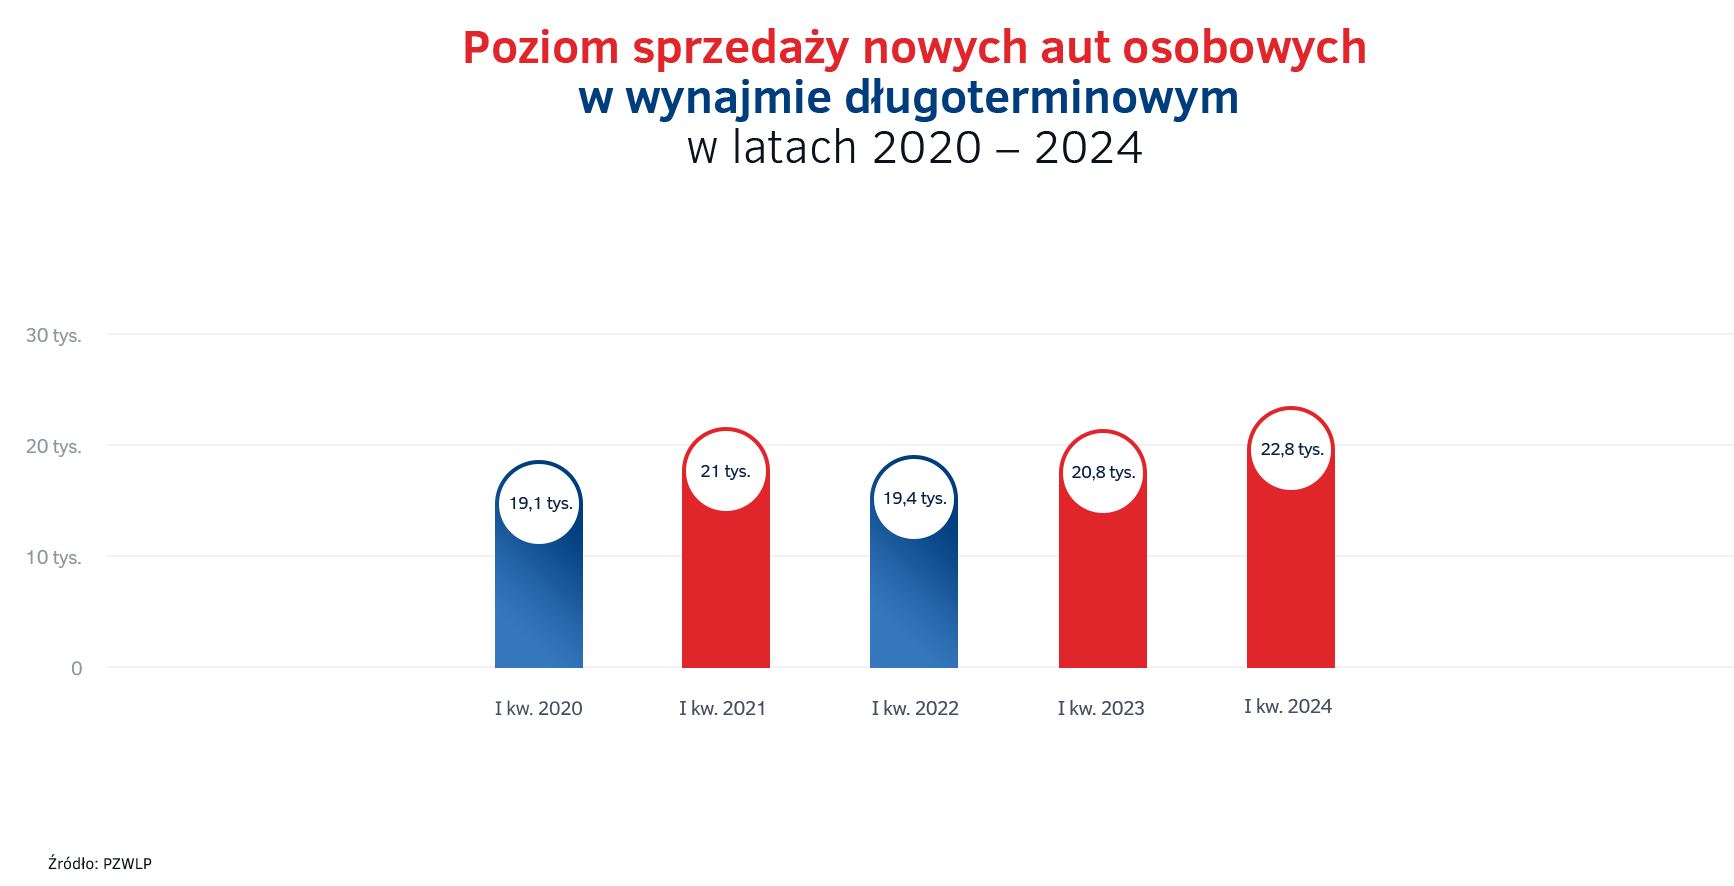 Poziom sprzedaży nowych aut osobowych
w wynajmie długoterminowym
w latach 2020 – 2024
30 tys.
20 tys.
10 tys.
0
19,1 tys.
21 tys.
19,4 tys.
20,8 tys.
22,8 tys.
I kw. 2020
I kw. 2021
I kw. 2022
I kw. 2023
I kw. 2024
Źródło: PZWLP